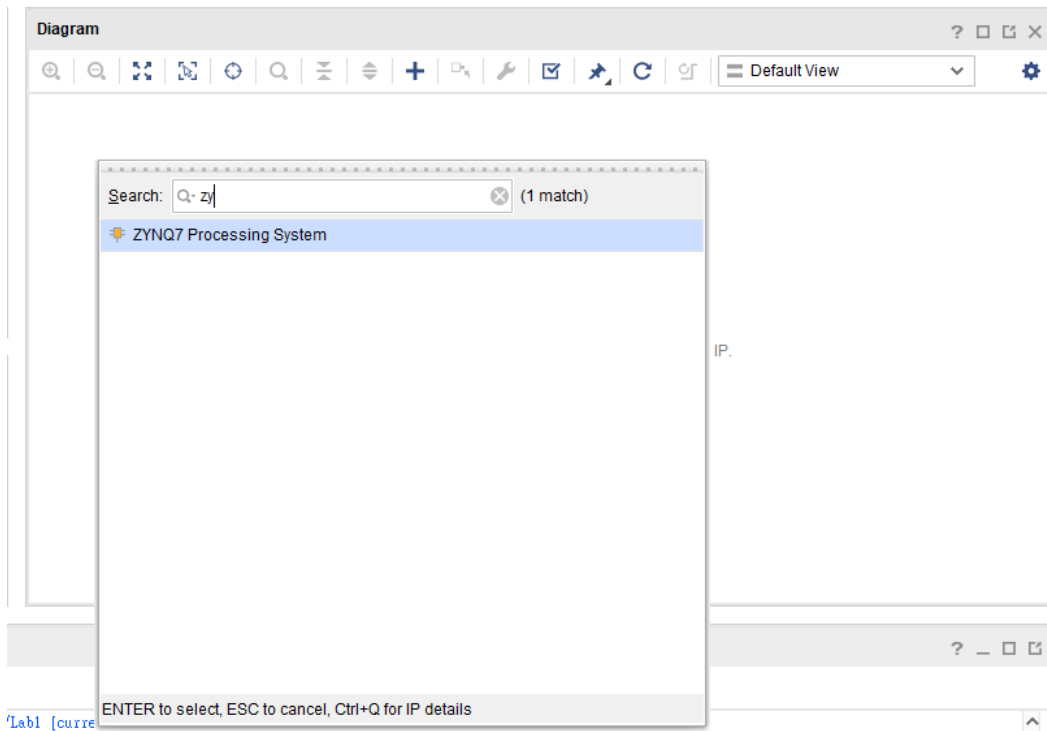 Diagram
Default View
Search: zy (1 match)
ZYNQ7 Processing System
IP.
ENTER to select, ESC to cancel, Ctrl+Q for IP details
/Lab1 [curre